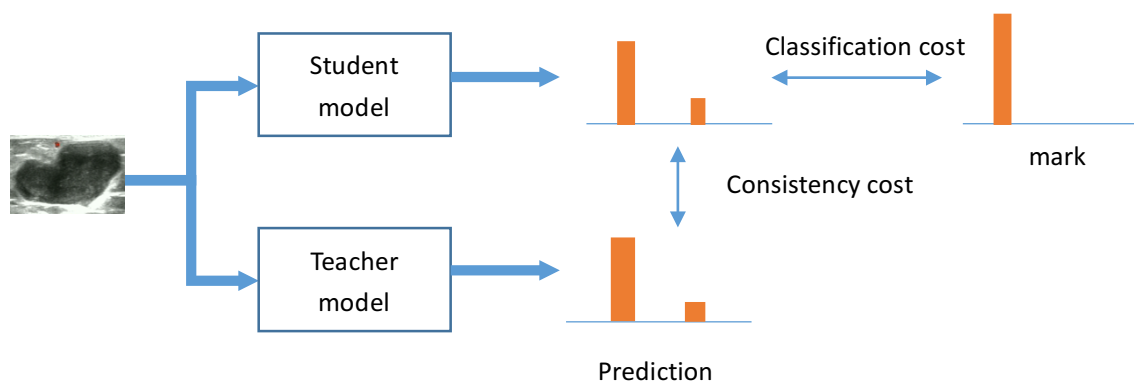 Student
model
Classification cost
mark
Consistency cost
Teacher
model
Prediction